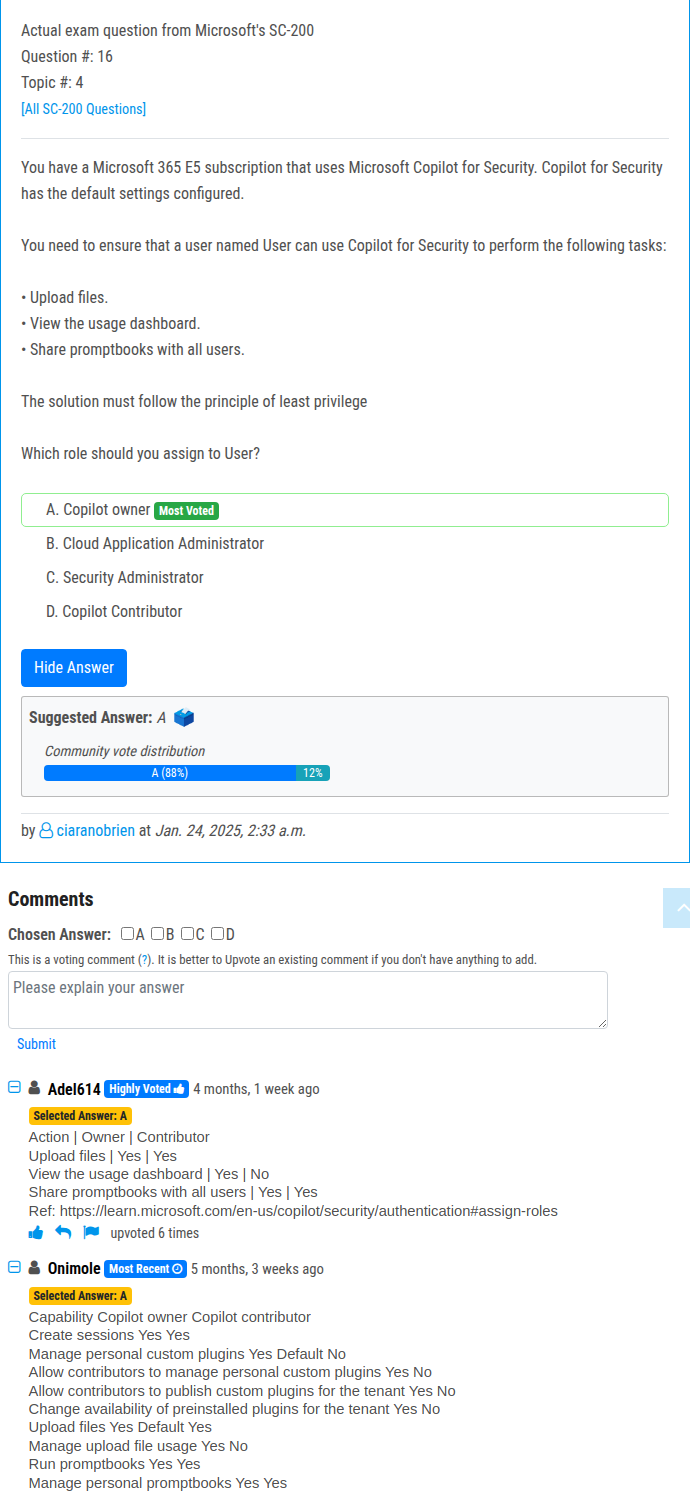 Actual exam question from Microsoft's SC-200
Question #: 16
Topic #: 4
[All SC-200 Questions]
You have a Microsoft 365 E5 subscription that uses Microsoft Copilot for Security. Copilot for Security
has the default settings configured.
You need to ensure that a user named User can use Copilot for Security to perform the following tasks:
• Upload files.
• View the usage dashboard.
• Share promptbooks with all users.
The solution must follow the principle of least privilege
Which role should you assign to User?
A. Copilot owner Most Voted
B. Cloud Application Administrator
C. Security Administrator
D. Copilot Contributor
Hide Answer
Suggested Answer: A
Community vote distribution
A (88%) 12%
by ciaranobrien at Jan. 24, 2025, 2:33 a.m.
Comments
Chosen Answer: A B C D
This is a voting comment (?). It is better to Upvote an existing comment if you don't have anything to add.
Please explain your answer
Submit
Adel614 Highly Voted 4 months, 1 week ago
Selected Answer: A
Action | Owner | Contributor
Upload files | Yes | Yes
View the usage dashboard | Yes | No
Share promptbooks with all users | Yes | Yes
Ref: https://learn.microsoft.com/en-us/copilot/security/authentication#assign-roles
upvoted 6 times
Onimole Most Recent 5 months, 3 weeks ago
Selected Answer: A
Capability Copilot owner Copilot contributor
Create sessions Yes Yes
Manage personal custom plugins Yes Default No
Allow contributors to manage personal custom plugins Yes No
Allow contributors to publish custom plugins for the tenant Yes No
Change availability of preinstalled plugins for the tenant Yes No
Upload files Yes Default Yes
Manage upload file usage Yes No
Run promptbooks Yes Yes
Manage personal promptbooks Yes Yes